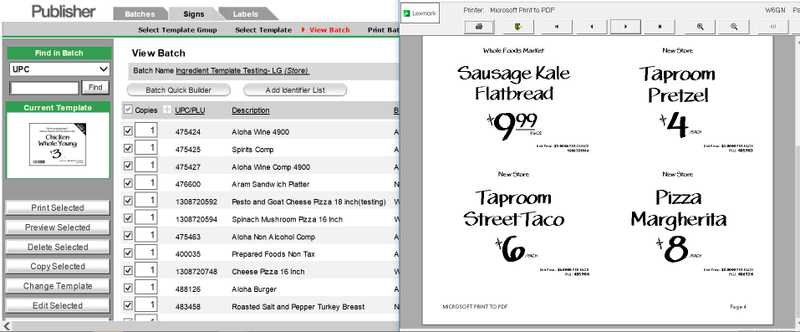 Publisher
Batches
Signs
Labels
Select Template Group
Select Template
View Batch
Print Bat
Find in Batch
UPC
Find
Current Template
Chicken
Whole Young
$3
Print Selected
Preview Selected
Delete Selected
Copy Selected
Change Template
Edit Selected
View Batch
Batch Name Ingredient Template Testing- LG (Store)
Batch Quick Builder
Add Identifier List
Copies UPC/PLU Description B
1 475424 Aloha Wine 4900 A
1 475425 Spirits Comp A
1 475427 Aloha Wine Comp 4900 A
1 476600 Aram Sandwich Platter N
1 1308720592 Pesto and Goat Cheese Pizza 18 inch(testing) W
1 1308720594 Spinach Mushroom Pizza 16 Inch W
1 475463 Aloha Non Alcohol Comp A
1 400035 Prepared Foods Non Tax A
1 1308720748 Cheese Pizza 16 Inch W
1 488126 Aloha Burger A
1 483458 Roasted Salt and Pepper Turkey Breast N
Lexmark
Printer: Microsoft Print to PDF
W6GN
Whole Foods Market
Sausage Kale
Flatbread
$9.99
/EACH
New Store
Taproom
Pretzel
$4
/EACH
New Store
Taproom
Street Taco
$6
/EACH
New Store
Pizza
Margherita
$8
/EACH
MICROSOFT PRINT TO PDF
Page 4